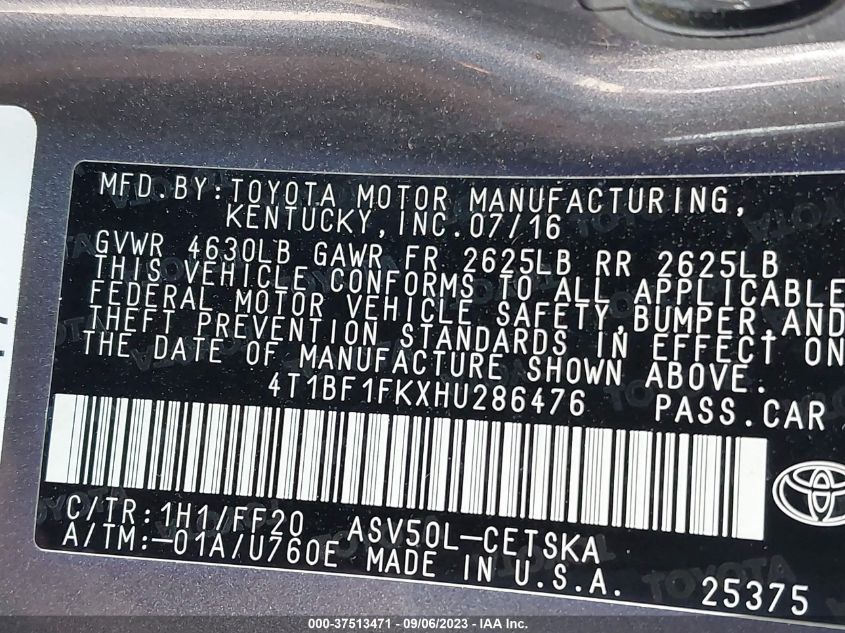 MFD. BY: TOYOTA MOTOR MANUFACTURING,
KENTUCKY, INC. 07/16
GVWR 4630LB GAWR FR 2625LB RR 2625LB
THIS VEHICLE CONFORMS TO ALL APPLICABLE
FEDERAL MOTOR VEHICLE SAFETY, BUMPER, AND
THEFT PREVENTION STANDARDS IN EFFECT ON
THE DATE OF MANUFACTURE SHOWN ABOVE.
4T1BF1FKXHU286476 PASS.CAR
C/TR:1H1/FF20 ASV50L-CETSKA
A/TM:-01A/U760E MADE IN U.S.A. 25375
000-37513471 - 09/06/2023 - IAA Inc.